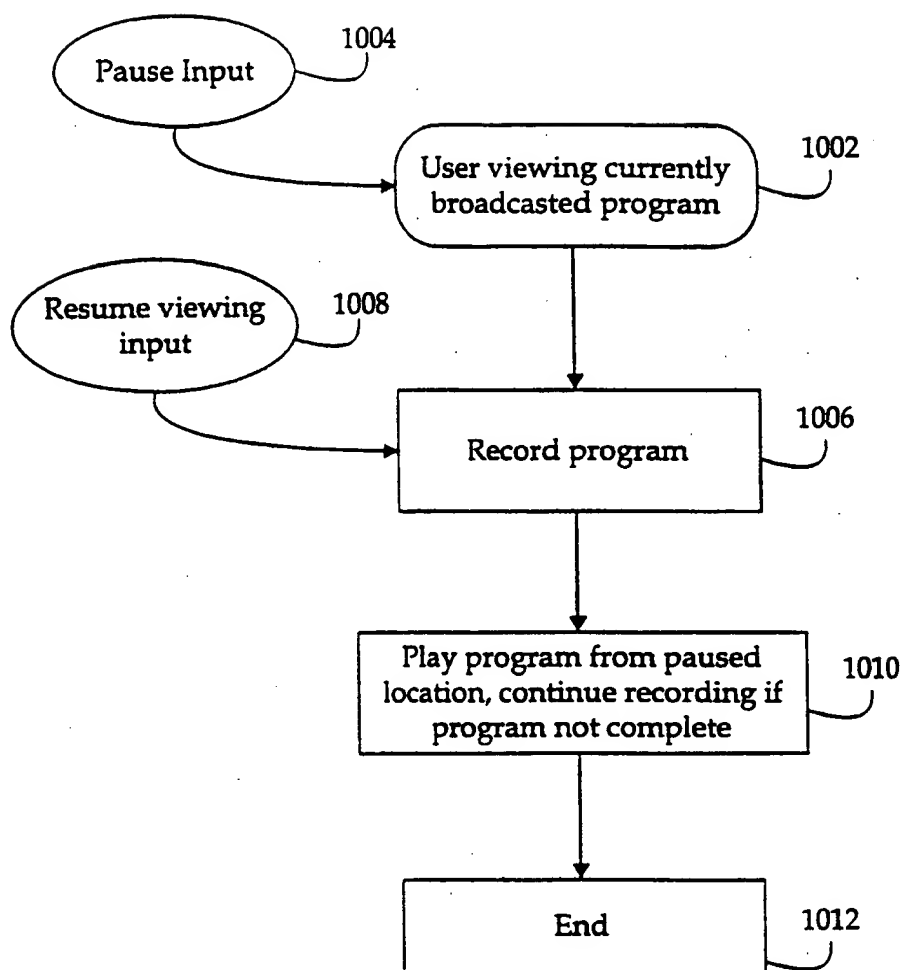 1004
Pause Input
1002
User viewing currently
broadcasted program
1008
Resume viewing
input
1006
Record program
1010
Play program from paused
location, continue recording if
program not complete
1012
End